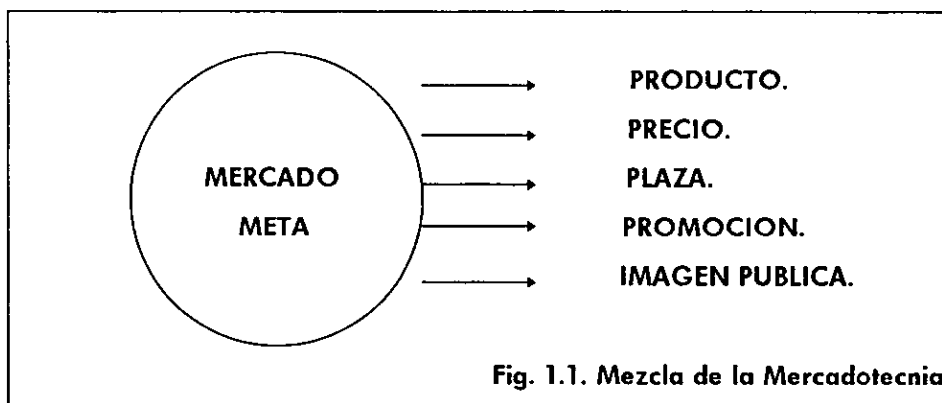 MERCADO
META
PRODUCTO.
PRECIO.
PLAZA.
PROMOCION.
IMAGEN PUBLICA.
Fig. 1.1. Mezcla de la Mercadotecnia